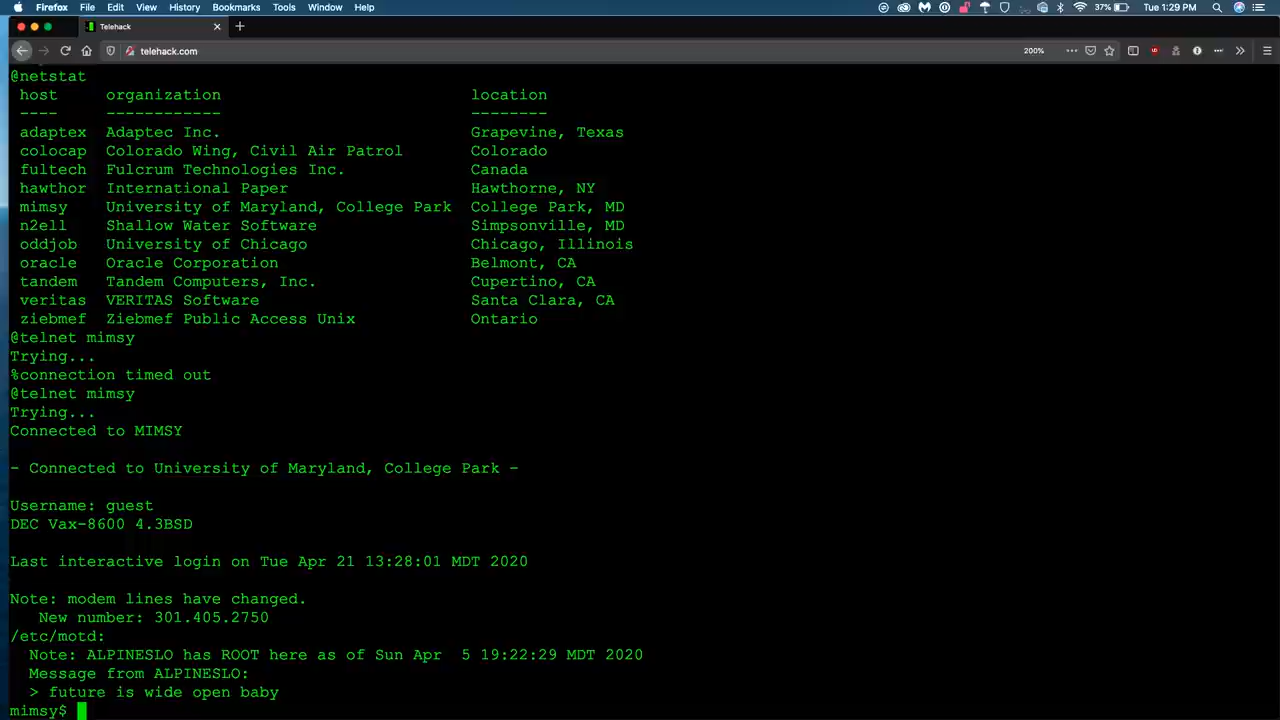 Firefox File Edit View History Bookmarks Tools Window Help 37% Tue 1:29 PM
Telehack
telehack.com 200%
@netstat
host organization location
---- ------------ --------
adaptex Adaptec Inc. Grapevine, Texas
colocap Colorado Wing, Civil Air Patrol Colorado
fultech Fulcrum Technologies Inc. Canada
hawthor International Paper Hawthorne, NY
mimsy University of Maryland, College Park College Park, MD
n2ell Shallow Water Software Simpsonville, MD
oddjob University of Chicago Chicago, Illinois
oracle Oracle Corporation Belmont, CA
tandem Tandem Computers, Inc. Cupertino, CA
veritas VERITAS Software Santa Clara, CA
ziebmef Ziebmef Public Access Unix Ontario
@telnet mimsy
Trying...
%connection timed out
@telnet mimsy
Trying...
Connected to MIMSY
- Connected to University of Maryland, College Park -
Username: guest
DEC Vax-8600 4.3BSD
Last interactive login on Tue Apr 21 13:28:01 MDT 2020
Note: modem lines have changed.
New number: 301.405.2750
/etc/motd:
Note: ALPINESLO has ROOT here as of Sun Apr 5 19:22:29 MDT 2020
Message from ALPINESLO:
> future is wide open baby
mimsy$